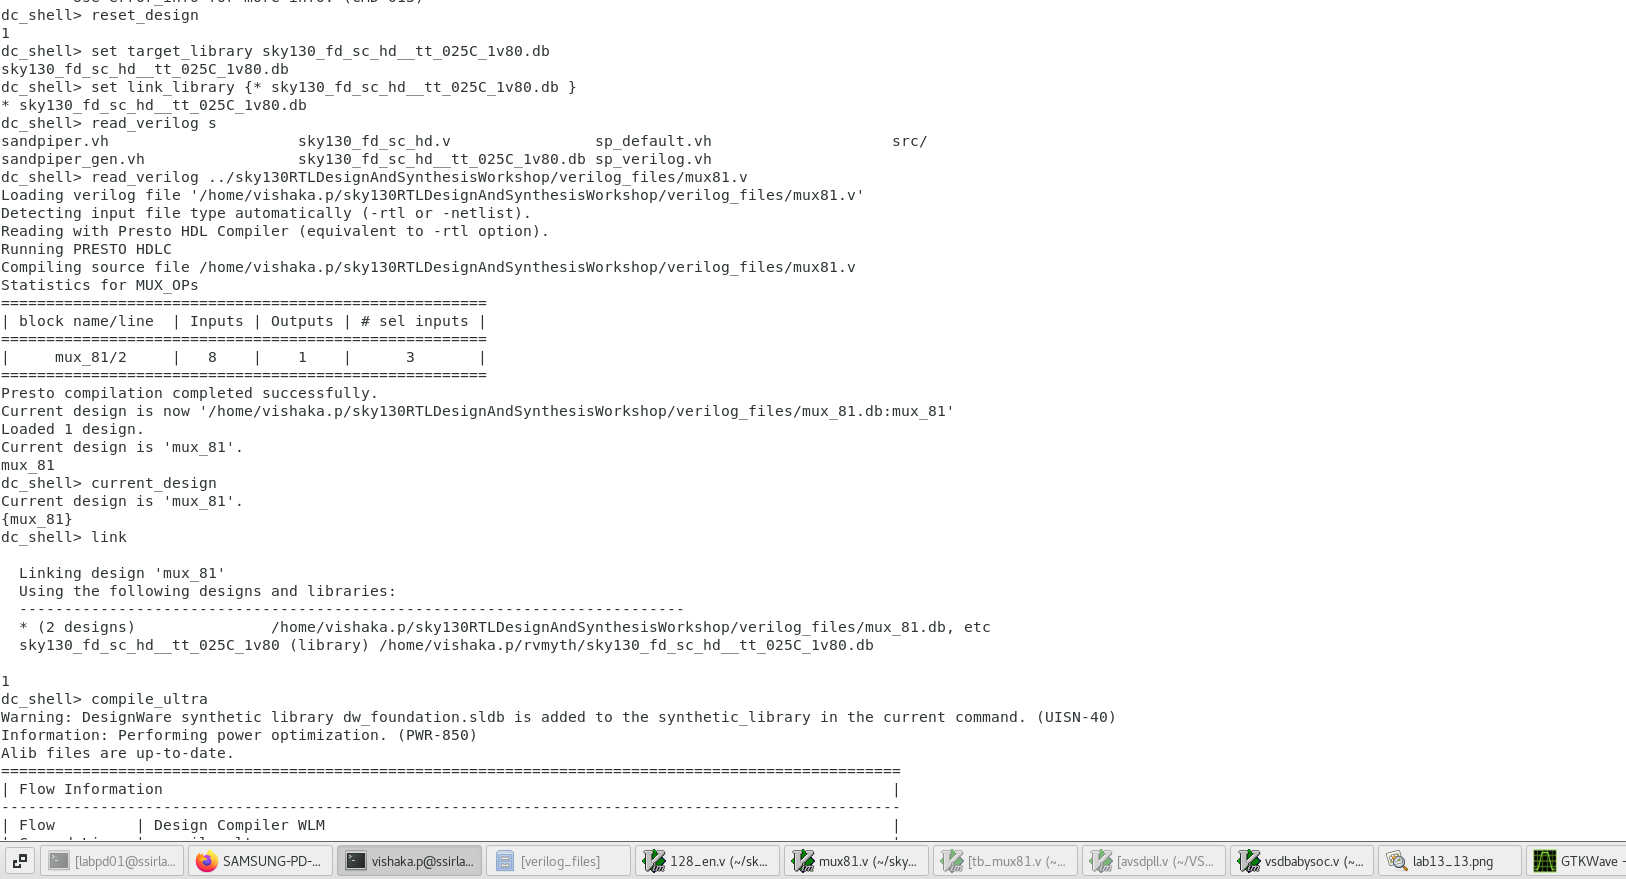 dc_shell> reset_design
1
dc_shell> set target_library sky130_fd_sc_hd__tt_025C_1v80.db
sky130_fd_sc_hd__tt_025C_1v80.db
dc_shell> set link_library {* sky130_fd_sc_hd__tt_025C_1v80.db }
* sky130_fd_sc_hd__tt_025C_1v80.db
dc_shell> read_verilog s
sandpiper.vh                     sky130_fd_sc_hd.v                sp_default.vh                    src/
sandpiper_gen.vh                 sky130_fd_sc_hd__tt_025C_1v80.db sp_verilog.vh
dc_shell> read_verilog ../sky130RTLDesignAndSynthesisWorkshop/verilog_files/mux81.v
Loading verilog file '/home/vishaka.p/sky130RTLDesignAndSynthesisWorkshop/verilog_files/mux81.v'
Detecting input file type automatically (-rtl or -netlist).
Reading with Presto HDL Compiler (equivalent to -rtl option).
Running PRESTO HDLC
Compiling source file /home/vishaka.p/sky130RTLDesignAndSynthesisWorkshop/verilog_files/mux81.v
Statistics for MUX_OPs
======================================================
| block name/line  | Inputs | Outputs | # sel inputs |
======================================================
|     mux_81/2     |   8    |    1    |      3       |
======================================================
Presto compilation completed successfully.
Current design is now '/home/vishaka.p/sky130RTLDesignAndSynthesisWorkshop/verilog_files/mux_81.db:mux_81'
Loaded 1 design.
Current design is 'mux_81'.
mux_81
dc_shell> current_design
Current design is 'mux_81'.
{mux_81}
dc_shell> link
Linking design 'mux_81'
Using the following designs and libraries:
--------------------------------------------------------------------------
* (2 designs)               /home/vishaka.p/sky130RTLDesignAndSynthesisWorkshop/verilog_files/mux_81.db, etc
sky130_fd_sc_hd__tt_025C_1v80 (library) /home/vishaka.p/rvmyth/sky130_fd_sc_hd__tt_025C_1v80.db
1
dc_shell> compile_ultra
Warning: DesignWare synthetic library dw_foundation.sldb is added to the synthetic_library in the current command. (UISN-40)
Information: Performing power optimization. (PWR-850)
Alib files are up-to-date.
====================================================================================================
| Flow Information                                                                                 |
----------------------------------------------------------------------------------------------------
| Flow         | Design Compiler WLM                                                               |
[labpd01@ssirla... SAMSUNG-PD-... vishaka.p@ssirla... [verilog_files] 128_en.v (~/sk... mux81.v (~/sky... [tb_mux81.v (~... [avsdpll.v (~/VS... vsdbabysoc.v (~... lab13_13.png GTKWave -